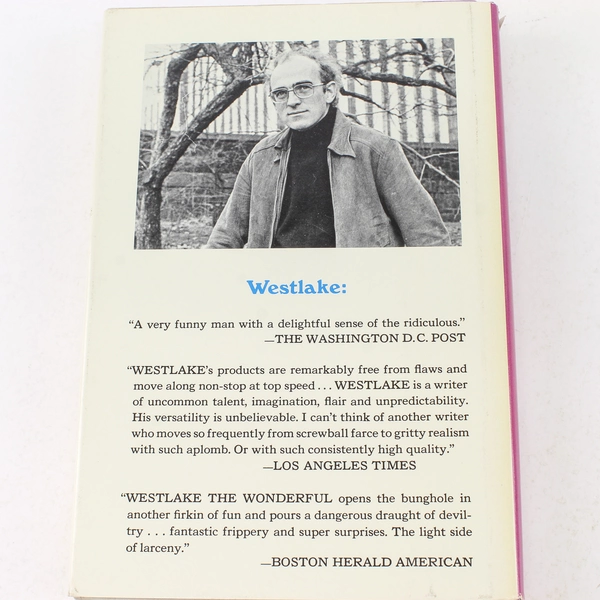 Westlake:
“A very funny man with a delightful sense of the ridiculous.”
—THE WASHINGTON D.C. POST
“WESTLAKE’s products are remarkably free from flaws and
move along non-stop at top speed . . . WESTLAKE is a writer
of uncommon talent, imagination, flair and unpredictability.
His versatility is unbelievable. I can’t think of another writer
who moves so frequently from screwball farce to gritty realism
with such aplomb. Or with such consistently high quality.”
—LOS ANGELES TIMES
“WESTLAKE THE WONDERFUL opens the bunghole in
another firkin of fun and pours a dangerous draught of devil-
try . . . fantastic frippery and super surprises. The light side
of larceny.”
—BOSTON HERALD AMERICAN